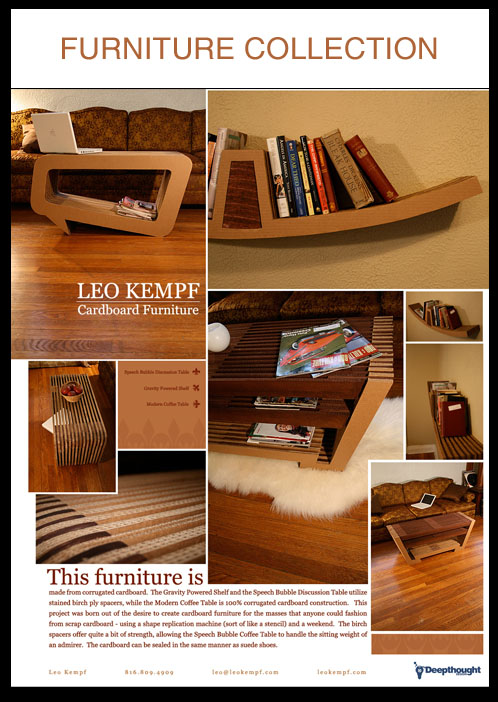 FURNITURE COLLECTION
LEO KEMPF
Cardboard Furniture
Speech Bubble Discussion Table
Gravity Powered Shelf
Modern Coffee Table
This furniture is
made from corrugated cardboard. The Gravity Powered Shelf and the Speech Bubble Discussion Table utilize
stained birch ply spacers, while the Modern Coffee Table is 100% corrugated cardboard construction. This
project was born out of the desire to create cardboard furniture for the masses that anyone could fashion
from scrap cardboard - using a shape replication machine (sort of like a stencil) and a weekend. The birch
spacers offer quite a bit of strength, allowing the Speech Bubble Coffee Table to handle the sitting weight of
an admirer. The cardboard can be sealed in the same manner as suede shoes.
Leo Kempf 816.809.4909 leo@leokempf.com leokempf.com
Deepthought